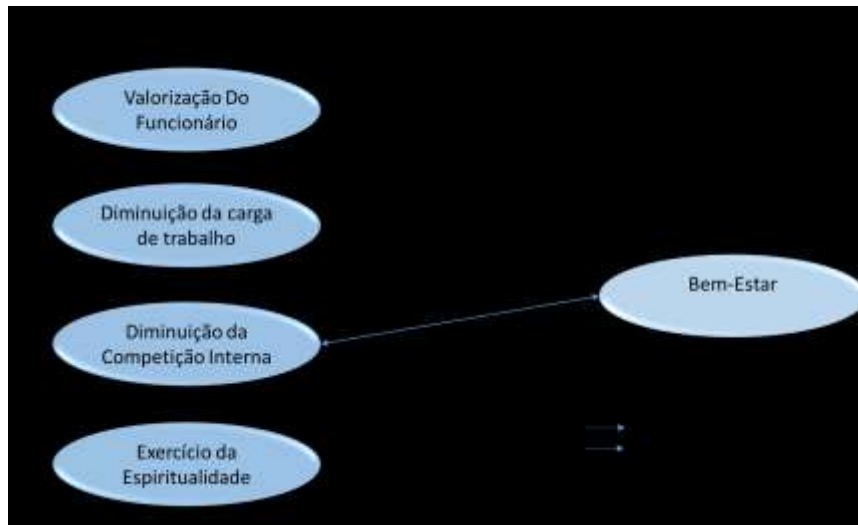 Valorização Do
Funcionário
Diminuição da carga
de trabalho
Bem-Estar
Diminuição da
Competição Interna
Exercício da
Espiritualidade